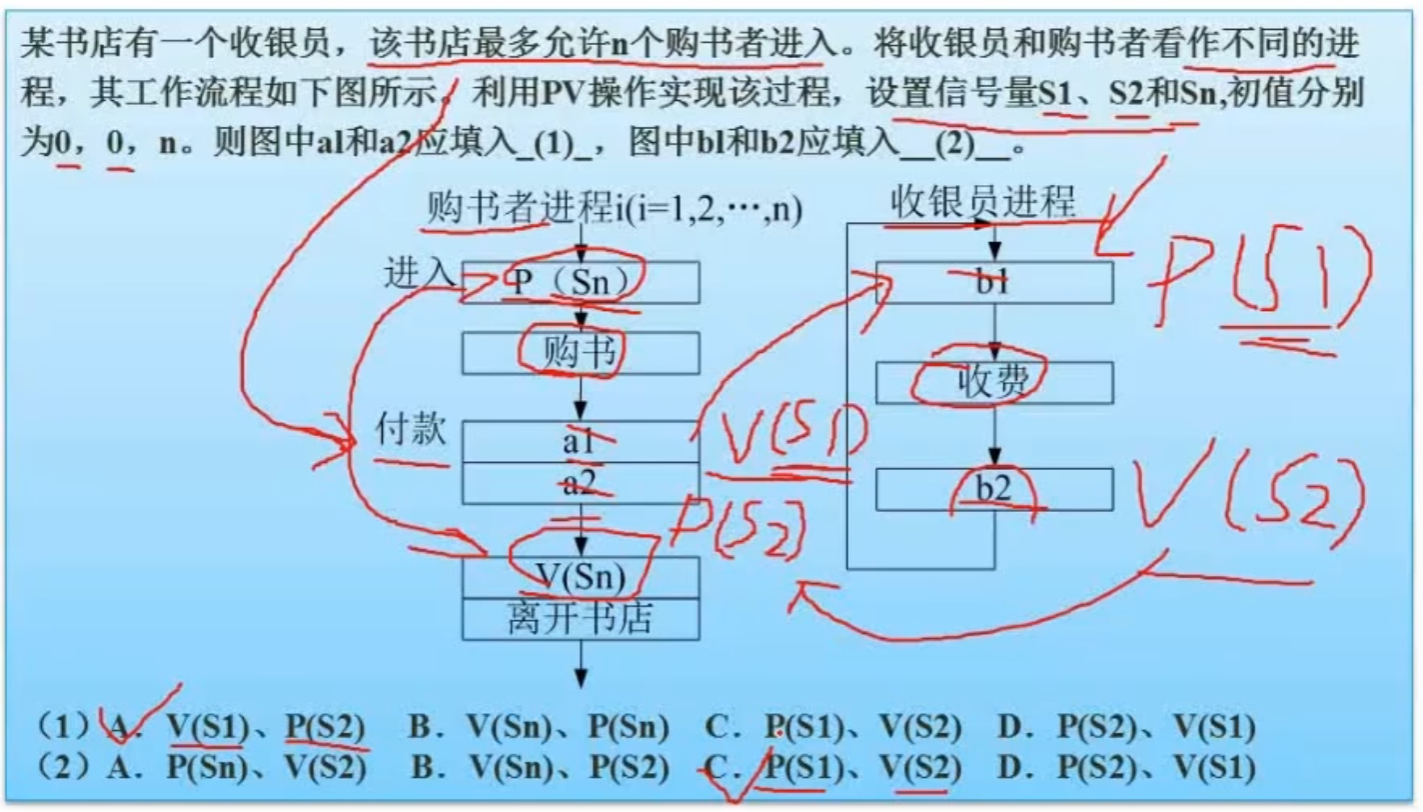 某书店有一个收银员，该书店最多允许n个购书者进入。将收银员和购书者看作不同的进
程，其工作流程如下图所示。利用PV操作实现该过程，设置信号量S1、S2和Sn,初值分别
为0，0，n。则图中al和a2应填入_(1)_，图中bl和b2应填入__(2)__。
购书者进程i(i=1,2,⋯,n)
收银员进程
进入
P（Sn）
b1
P(S1)
购书
收费
付款
a1
V(S1)
a2
P(S2)
b2
V(S2)
V(Sn)
离开书店
（1）A．V(S1)、P(S2) B．V(Sn)、P(Sn) C．P(S1)、V(S2) D．P(S2)、V(S1)
（2）A．P(Sn)、V(S2) B．V(Sn)、P(S2) C．P(S1)、V(S2) D．P(S2)、V(S1)